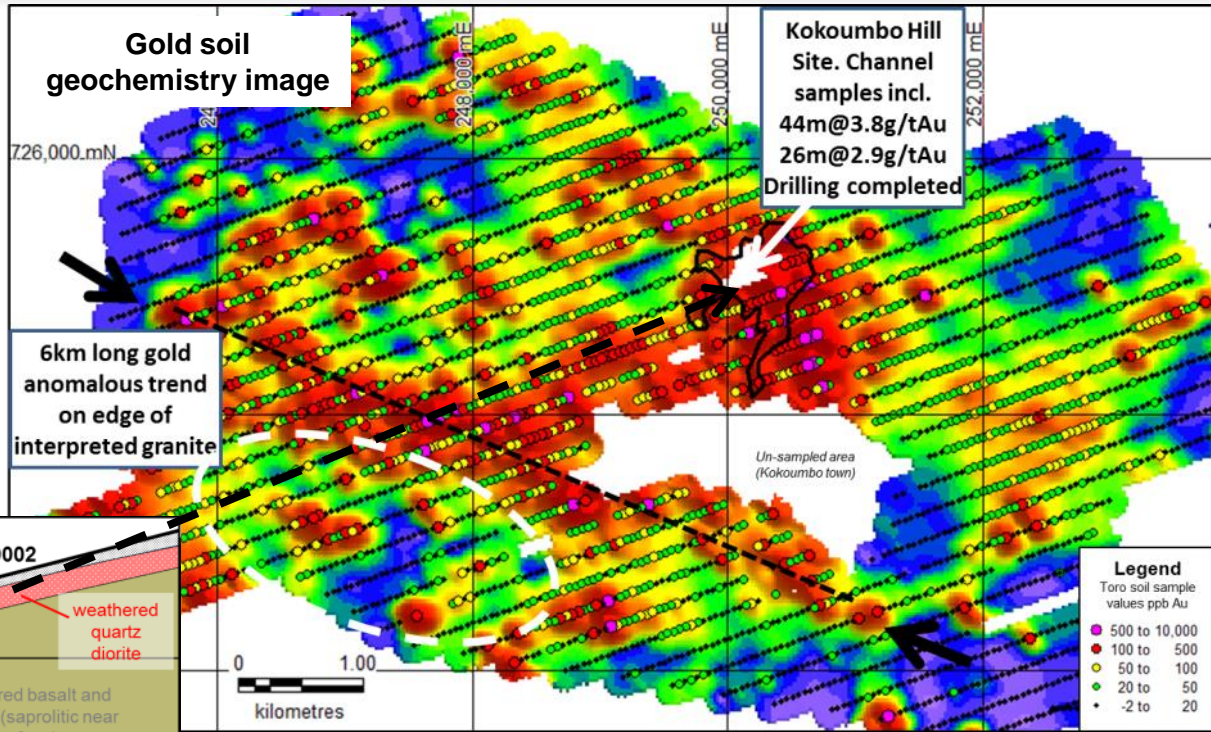 Gold soil
geochemistry image
248,000 mE
250,000 mE
252,000 mE
726,000 mN
Kokoumbo Hill
Site. Channel
samples incl.
44m@3.8g/tAu
26m@2.9g/tAu
Drilling completed
6km long gold
anomalous trend
on edge of
interpreted granite
Un-sampled area
(Kokoumbo town)
0002
weathered
quartz
diorite
red basalt and
(saprolitic near
0 1.00
kilometres
Legend
Toro soil sample
values ppb Au
500 to 10,000
100 to 500
50 to 100
20 to 50
-2 to 20